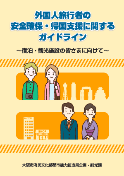 外国人旅行者の
安全確保・帰国支援に関する
ガイドライン
―宿泊・観光施設の皆さまに向けて―